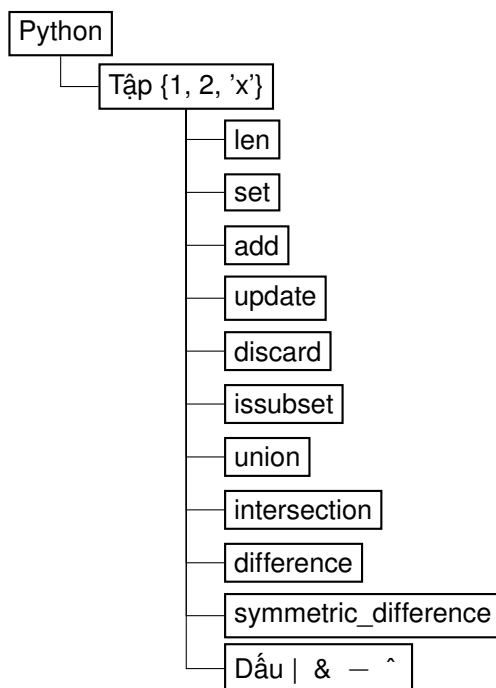 Python
Tập {1, 2, ’x’}
len
set
add
update
discard
issubset
union
intersection
difference
symmetric_difference
Dấu | & − ˆ